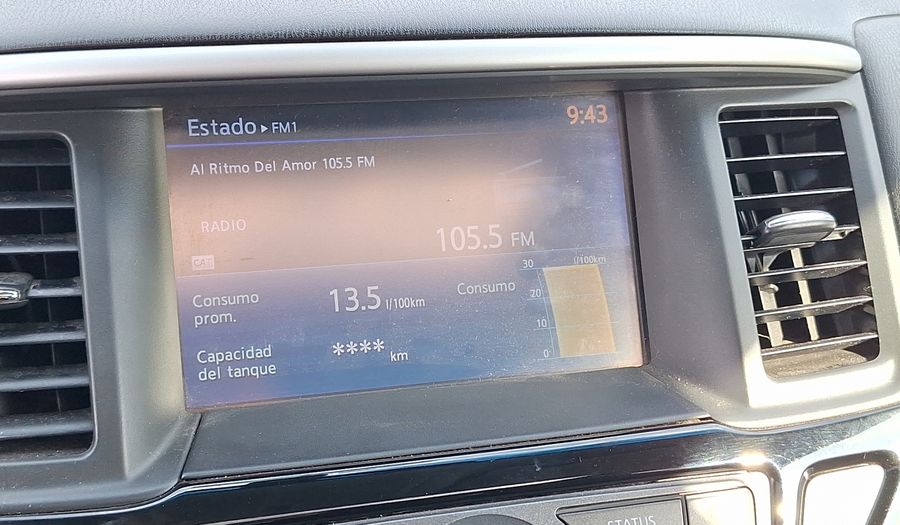 Estado ▸ FM1
9:43
Al Ritmo Del Amor 105.5 FM
RADIO
105.5 FM
CAT
Consumo
prom.
13.5 l/100km
Consumo
l/100km
30
20
10
0
Capacidad
del tanque
**** km
STATUS